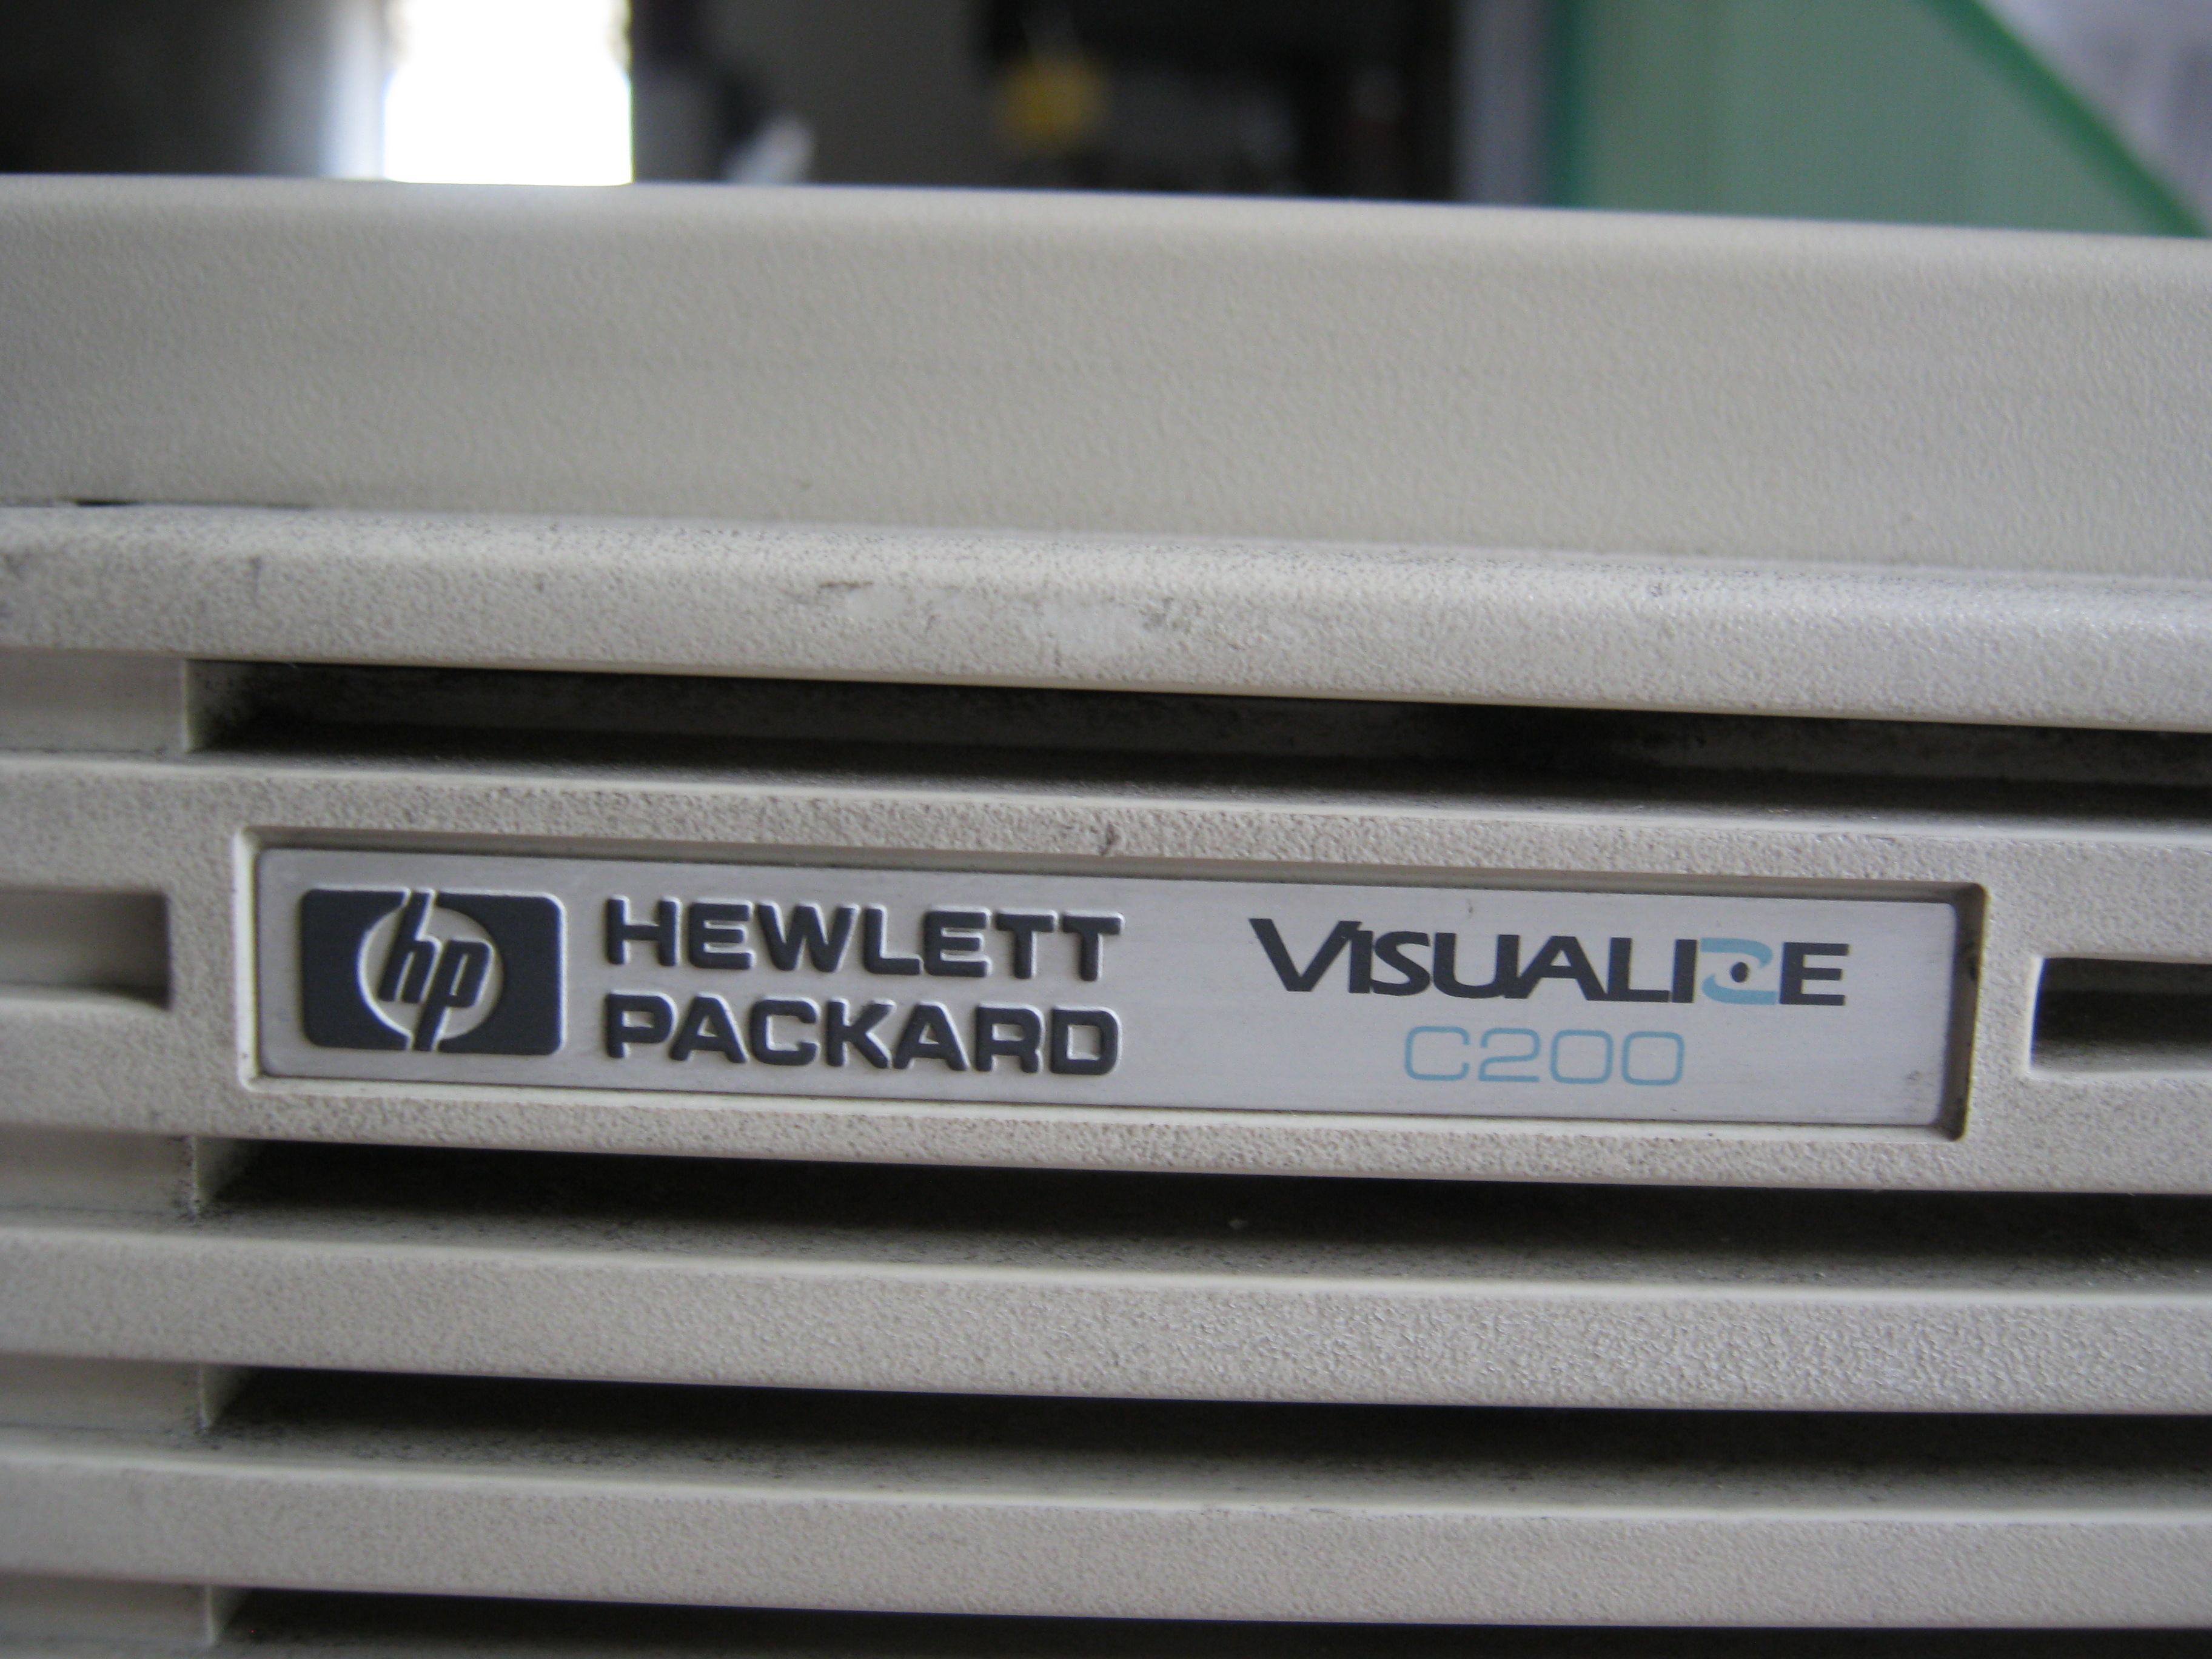 hp HEWLETT PACKARD
VISUALIZE
C200